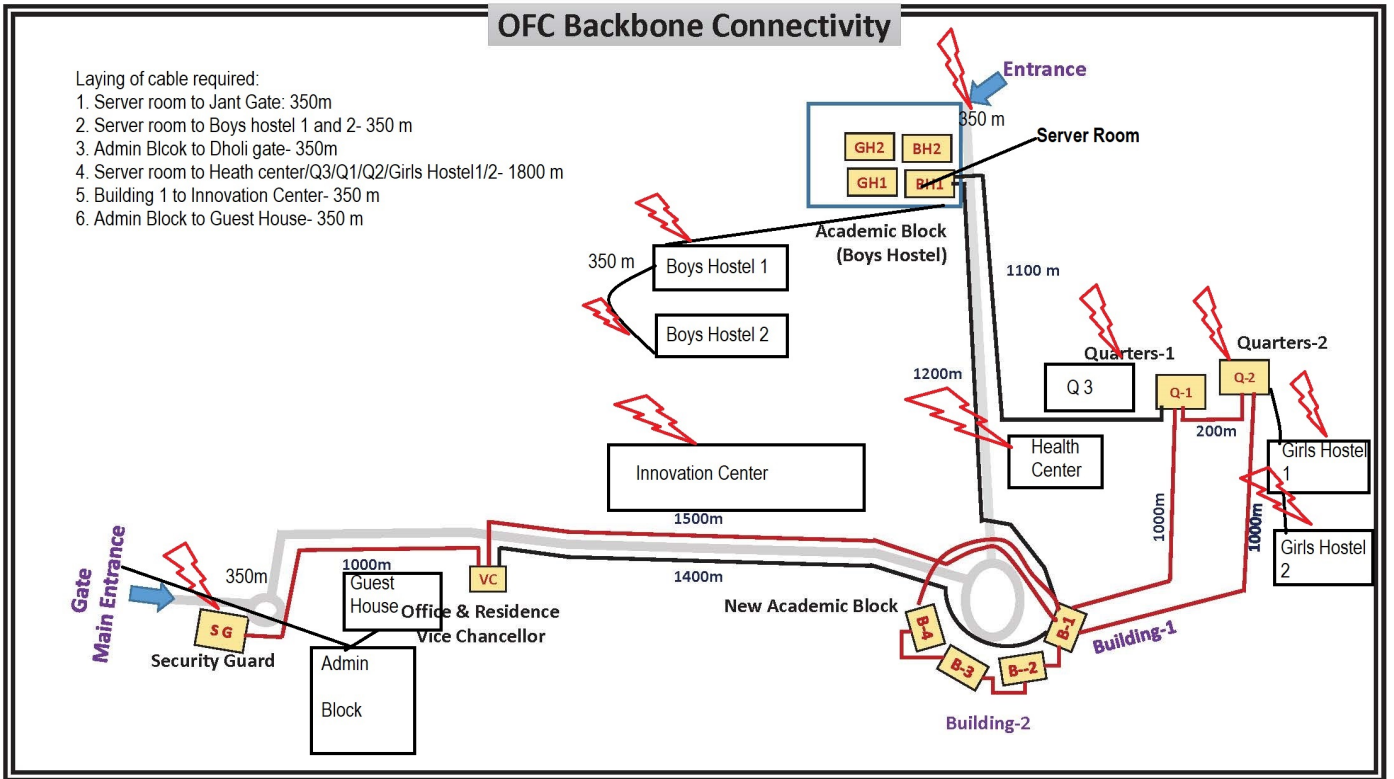 OFC Backbone Connectivity
Laying of cable required:
1. Server room to Jant Gate: 350m
2. Server room to Boys hostel 1 and 2- 350 m
3. Admin Blcok to Dholi gate- 350m
4. Server room to Heath center/Q3/Q1/Q2/Girls Hostel1/2- 1800 m
5. Building 1 to Innovation Center- 350 m
6. Admin Block to Guest House- 350 m
Entrance
350 m
Server Room
GH2
BH2
GH1
BH1
Academic Block
(Boys Hostel)
350 m
Boys Hostel 1
Boys Hostel 2
1100 m
1200m
Quarters-1
Quarters-2
Q 3
Q-1
Q-2
200m
Health
Center
Girls Hostel
1
Girls Hostel
2
1000m
1000m
Innovation Center
1500m
1400m
1000m
350m
Gate
Main Entrance
S G
Security Guard
Guest
House
VC
Office & Residence
Vice Chancellor
Admin
Block
New Academic Block
B-4
B-3
B--2
B-1
Building-1
Building-2